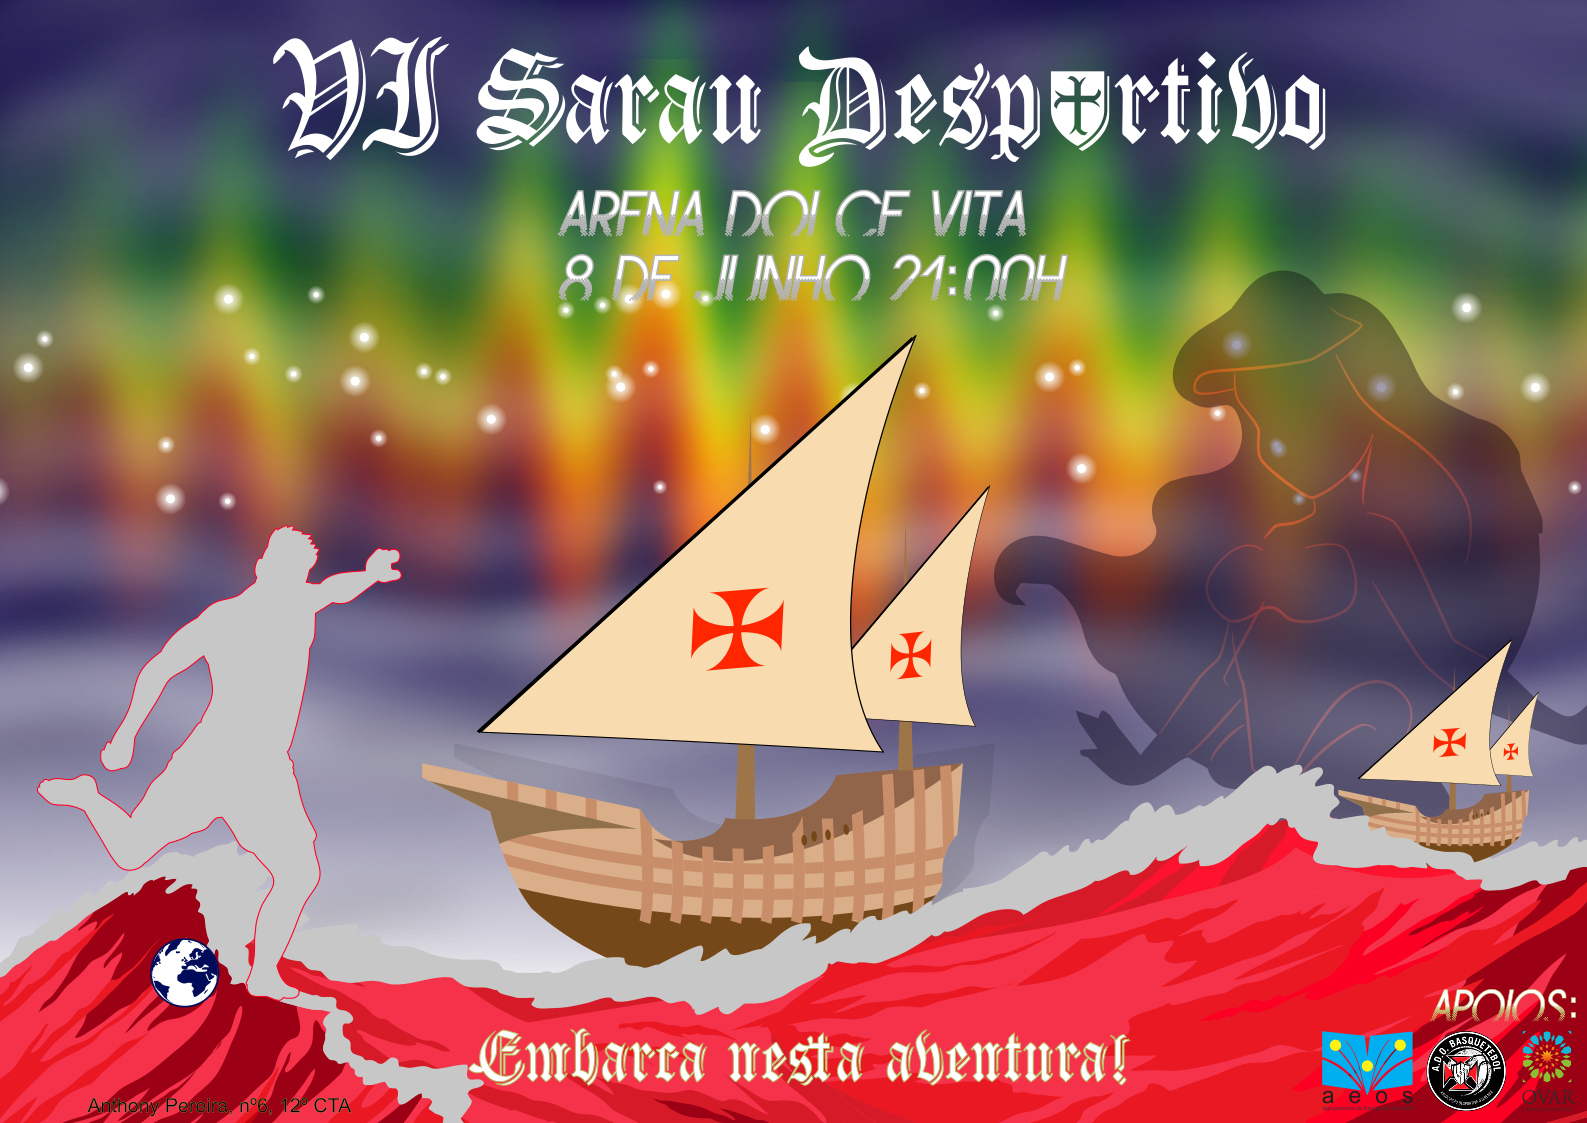 VI Sarau Desportivo
ARENA DOLCE VITA
8 DE JUNHO 21:00H
Embarca nesta aventura!
APOIOS:
A.D.O. BASQUETEBOL
aeos
OVAR
Anthony Pereira, nº6, 12º CTA